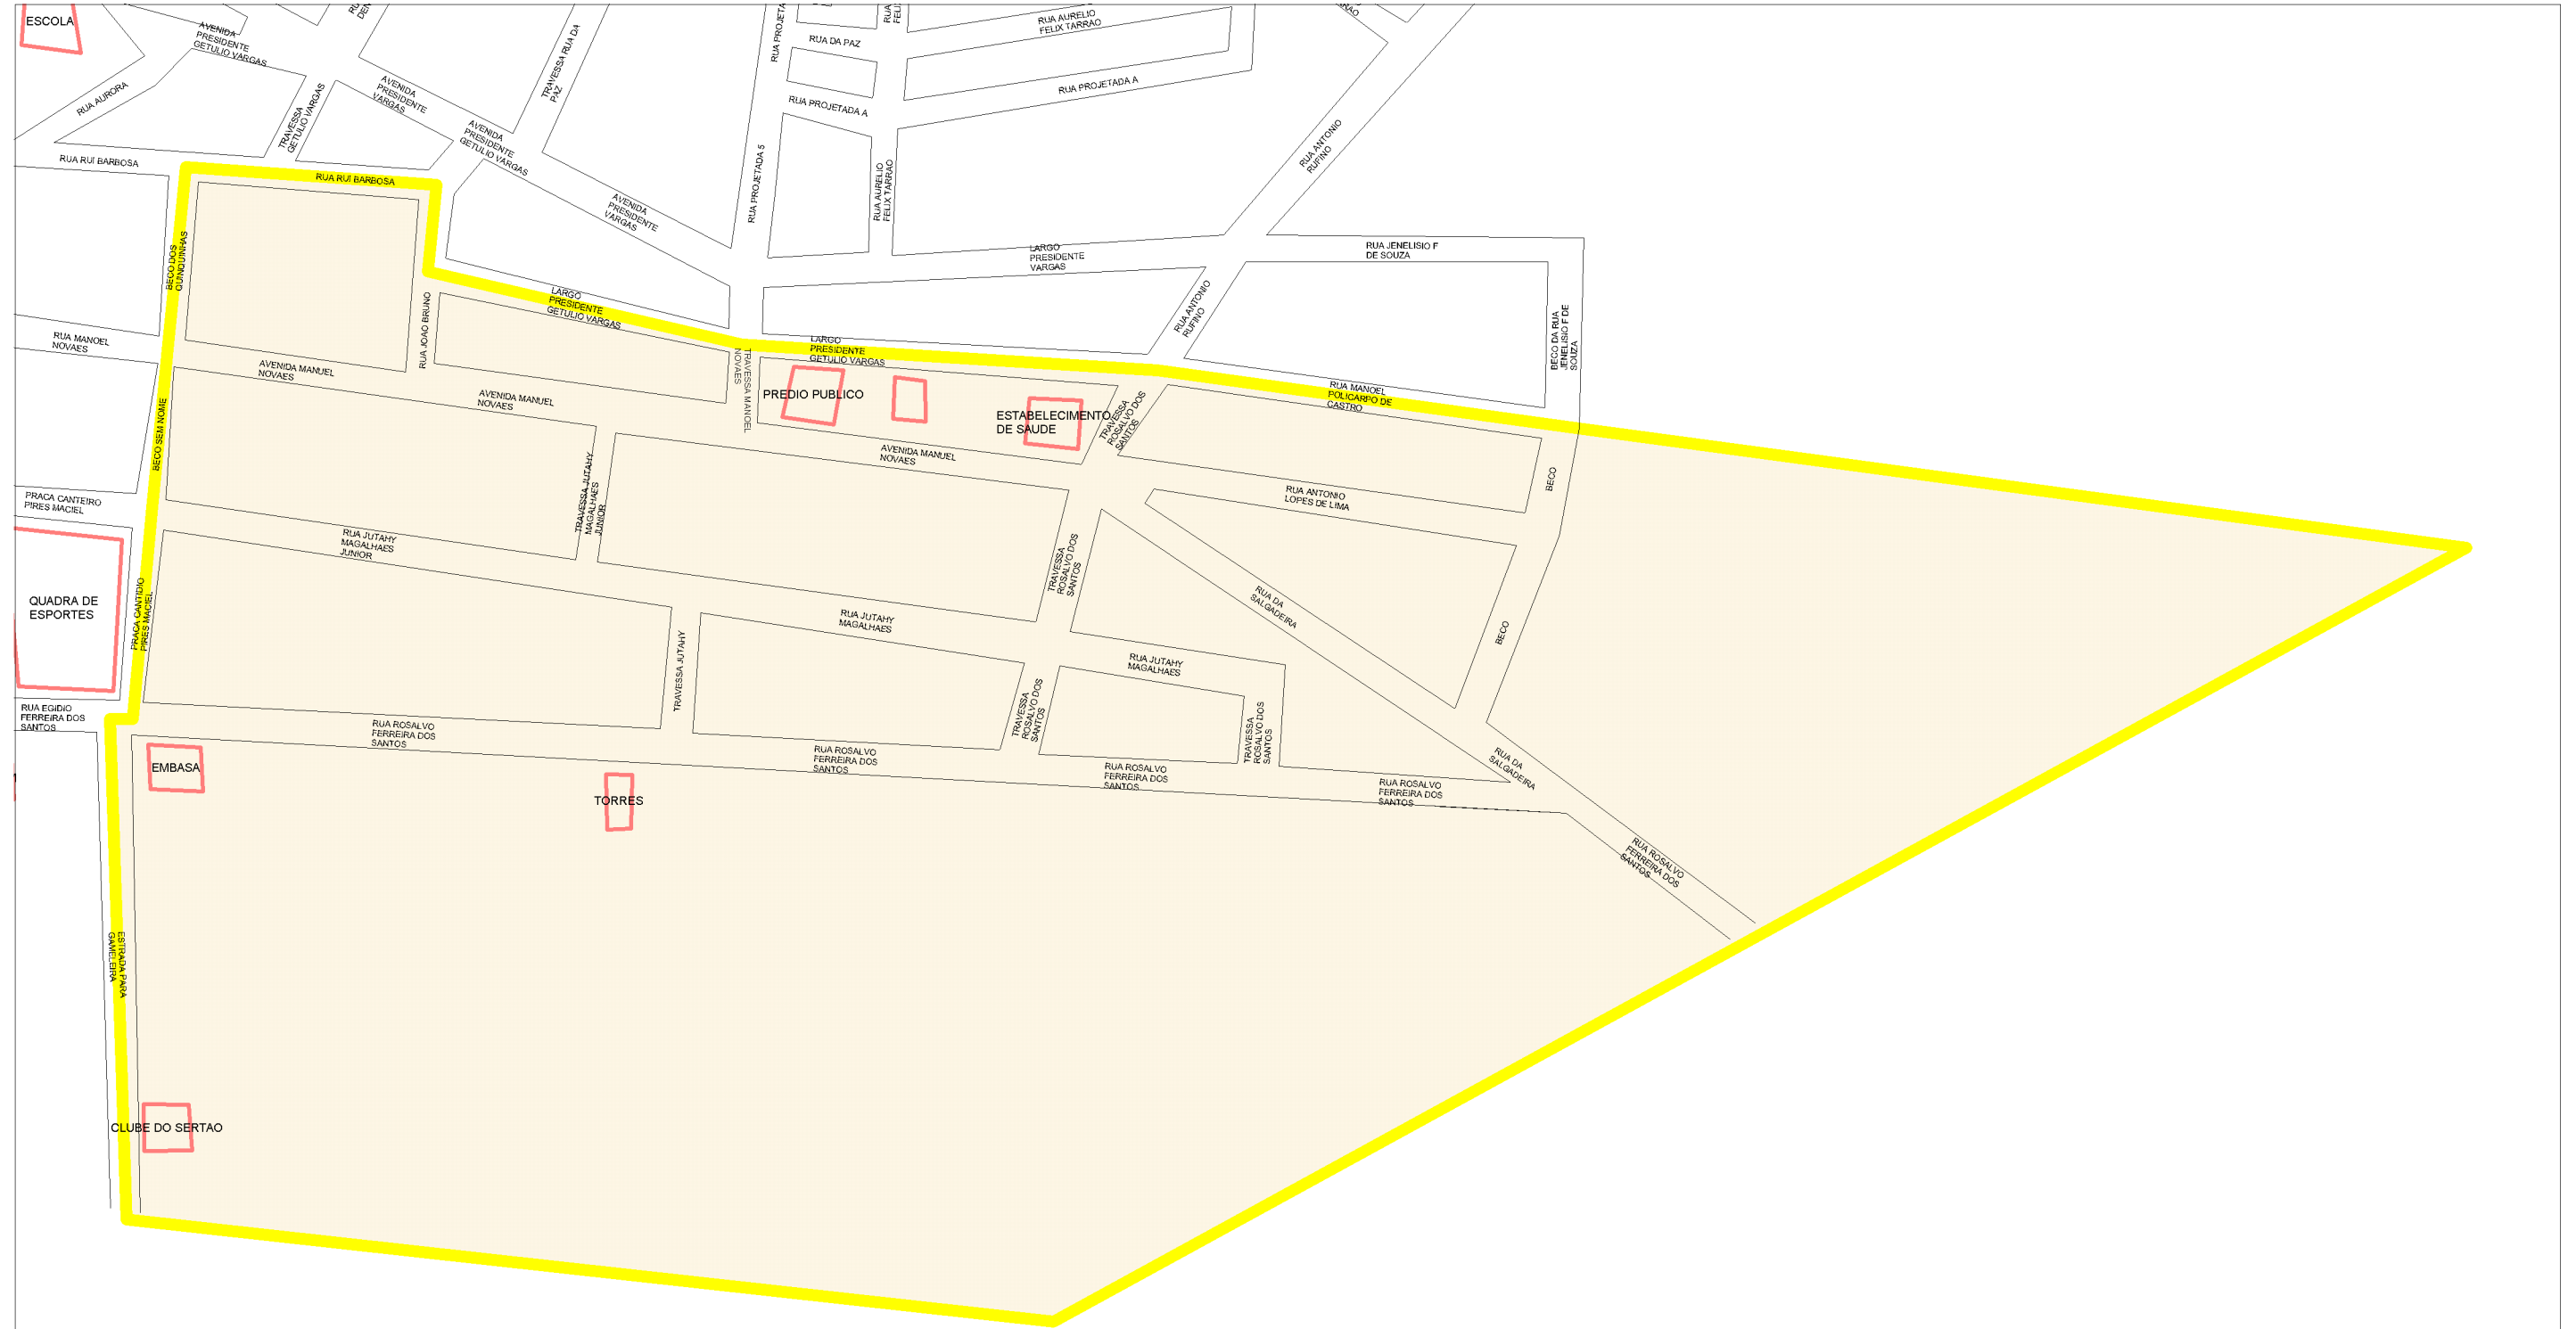 ESCOLA
AVENIDA
PRESIDENTE
GETULIO VARGAS
RUA AURORA
TRAVESSA
GETULIO VARGAS
AVENIDA
PRESIDENTE
VARGAS
AVENIDA
PRESIDENTE
GETULIO VARGAS
TRAVESSA RUA DA
PAZ
RUA PROJETA
RUA DA PAZ
RUA PROJETADA A
RUA
FELIX
RUA AURELIO
FELIX TARRAO
RUA PROJETADA A
RUA ANTONIO
RUFINO
RUA RUI BARBOSA
RUA RUI BARBOSA
AVENIDA
PRESIDENTE
VARGAS
RUA PROJETADA 5
RUA AURELIO
FELIX TARRAO
LARGO
PRESIDENTE
VARGAS
RUA JENELISIO F
DE SOUZA
BECO DOS
QUINQUINHAS
RUA JOAO BRUNO
LARGO
PRESIDENTE
GETULIO VARGAS
RUA ANTONIO
RUFINO
BECO DA RUA
JENELISIO F DE
SOUZA
RUA MANOEL
NOVAES
AVENIDA MANUEL
NOVAES
AVENIDA MANUEL
NOVAES
TRAVESSA MANOEL
NOVAES
LARGO
PRESIDENTE
GETULIO VARGAS
PREDIO PUBLICO
ESTABELECIMENTO
DE SAUDE
TRAVESSA
ROSALVO DOS
SANTOS
RUA MANOEL
POLICARPO DE
CASTRO
BECO SEM NOME
AVENIDA MANUEL
NOVAES
TRAVESSA JUTAHY
MAGALHAES
JUNIOR
RUA ANTONIO
LOPES DE LIMA
BECO
PRACA CANTEIRO
PIRES MACIEL
RUA JUTAHY
MAGALHAES
JUNIOR
TRAVESSA
ROSALVO DOS
SANTOS
QUADRA DE
ESPORTES
PRACA CANTIDIO
PIRES MACIEL
RUA JUTAHY
MAGALHAES
RUA DA
SALGADEIRA
BECO
TRAVESSA JUTAHY
RUA JUTAHY
MAGALHAES
TRAVESSA
ROSALVO DOS
SANTOS
TRAVESSA
ROSALVO DOS
SANTOS
RUA EGIDIO
FERREIRA DOS
SANTOS
RUA ROSALVO
FERREIRA DOS
SANTOS
RUA ROSALVO
FERREIRA DOS
SANTOS
RUA ROSALVO
FERREIRA DOS
SANTOS
RUA ROSALVO
FERREIRA DOS
SANTOS
RUA DA
SALGADEIRA
EMBASA
TORRES
RUA ROSALVO
FERREIRA DOS
SANTOS
ESTRADA PARA
GAMELEIRA
CLUBE DO SERTAO